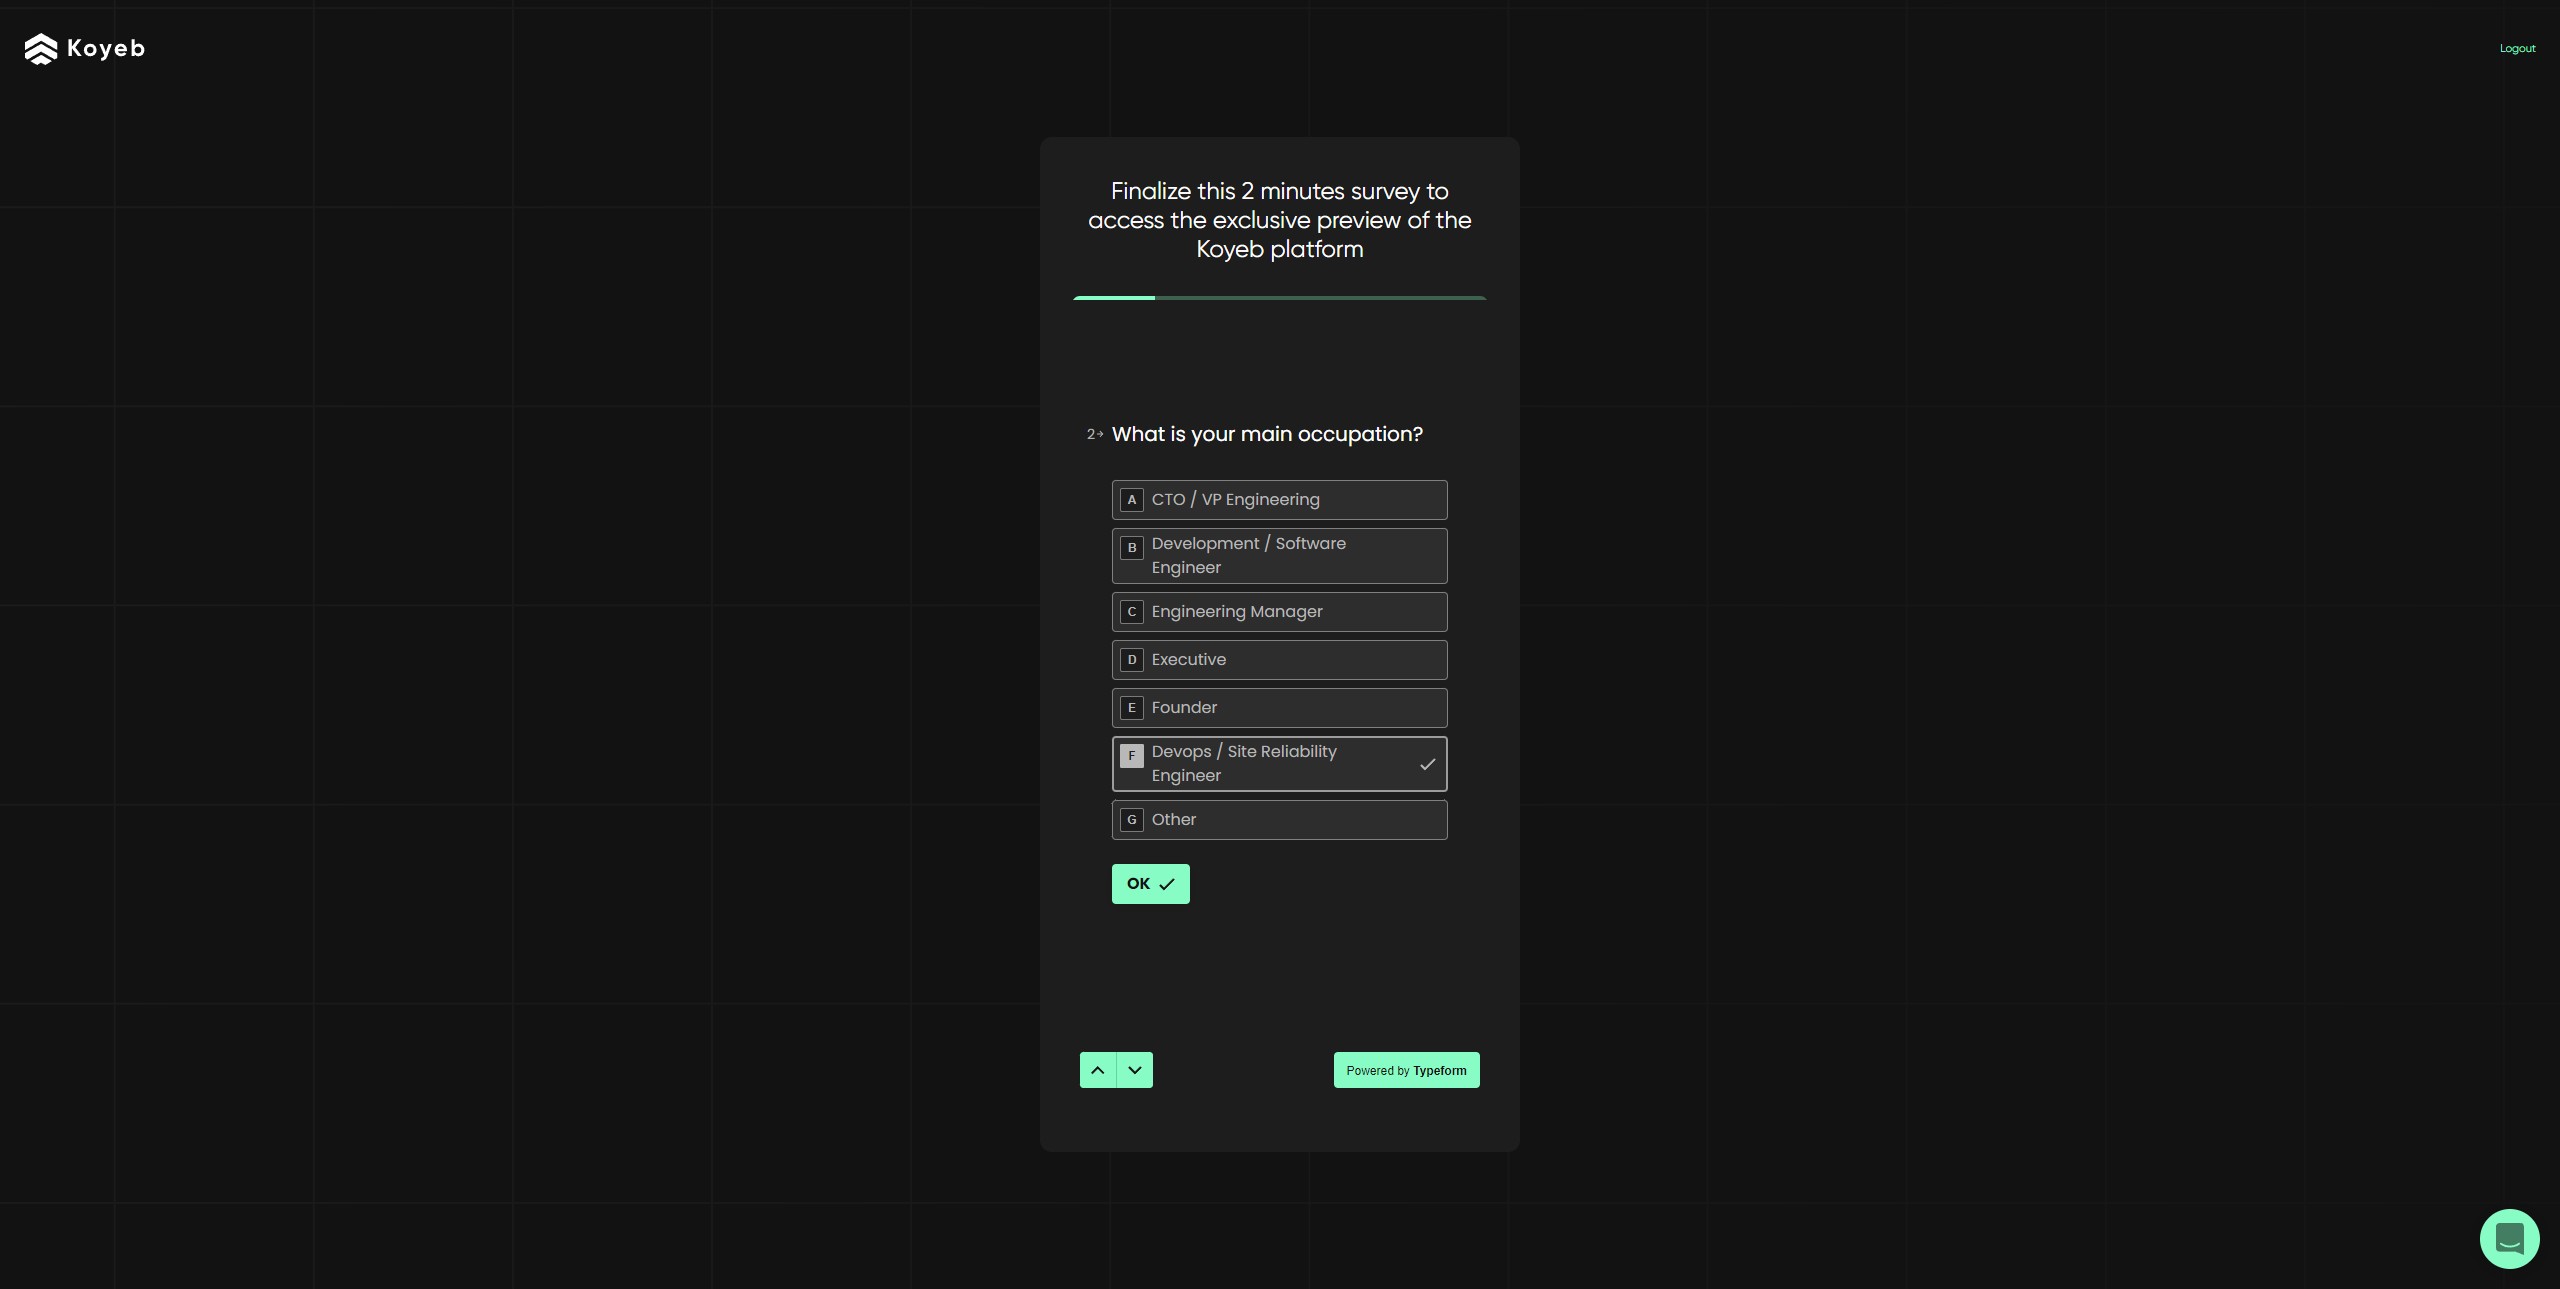 Koyeb
Logout
Finalize this 2 minutes survey to
access the exclusive preview of the
Koyeb platform
2 What is your main occupation?
A CTO / VP Engineering
B Development / Software
Engineer
C Engineering Manager
D Executive
E Founder
F Devops / Site Reliability
Engineer
G Other
OK
Powered by Typeform